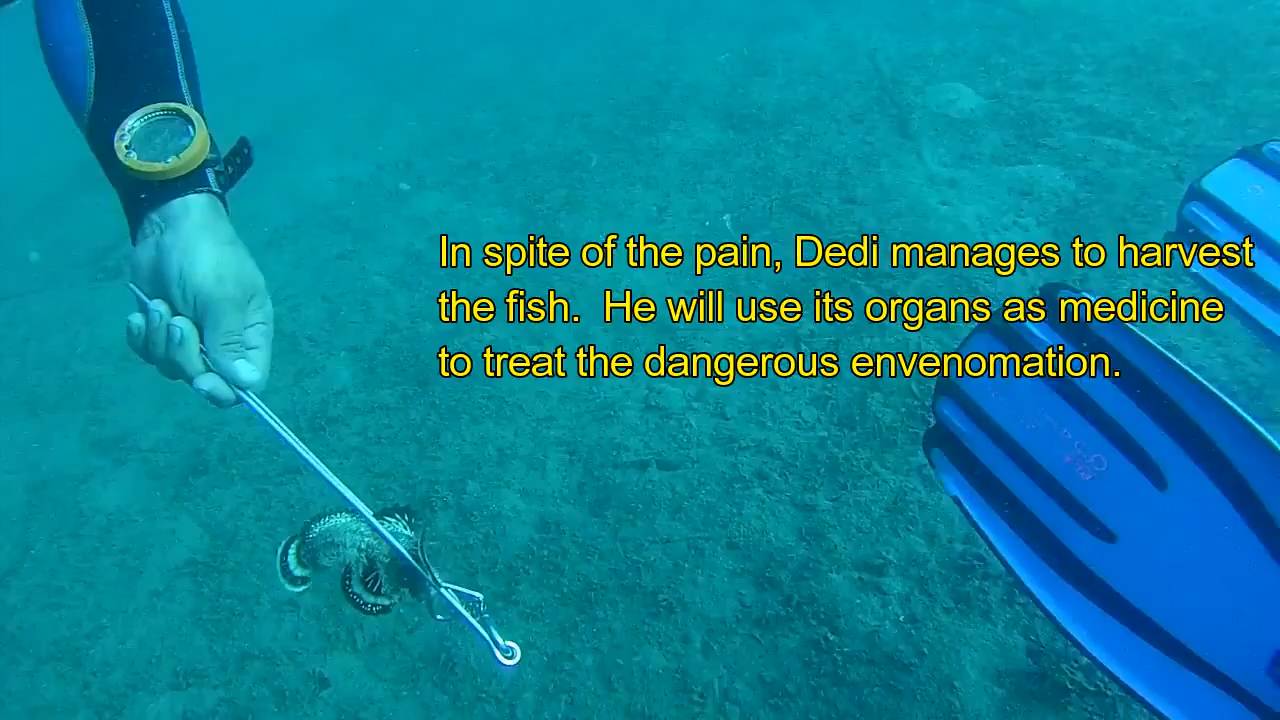 In spite of the pain, Dedi manages to harvest
the fish.  He will use its organs as medicine
to treat the dangerous envenomation.